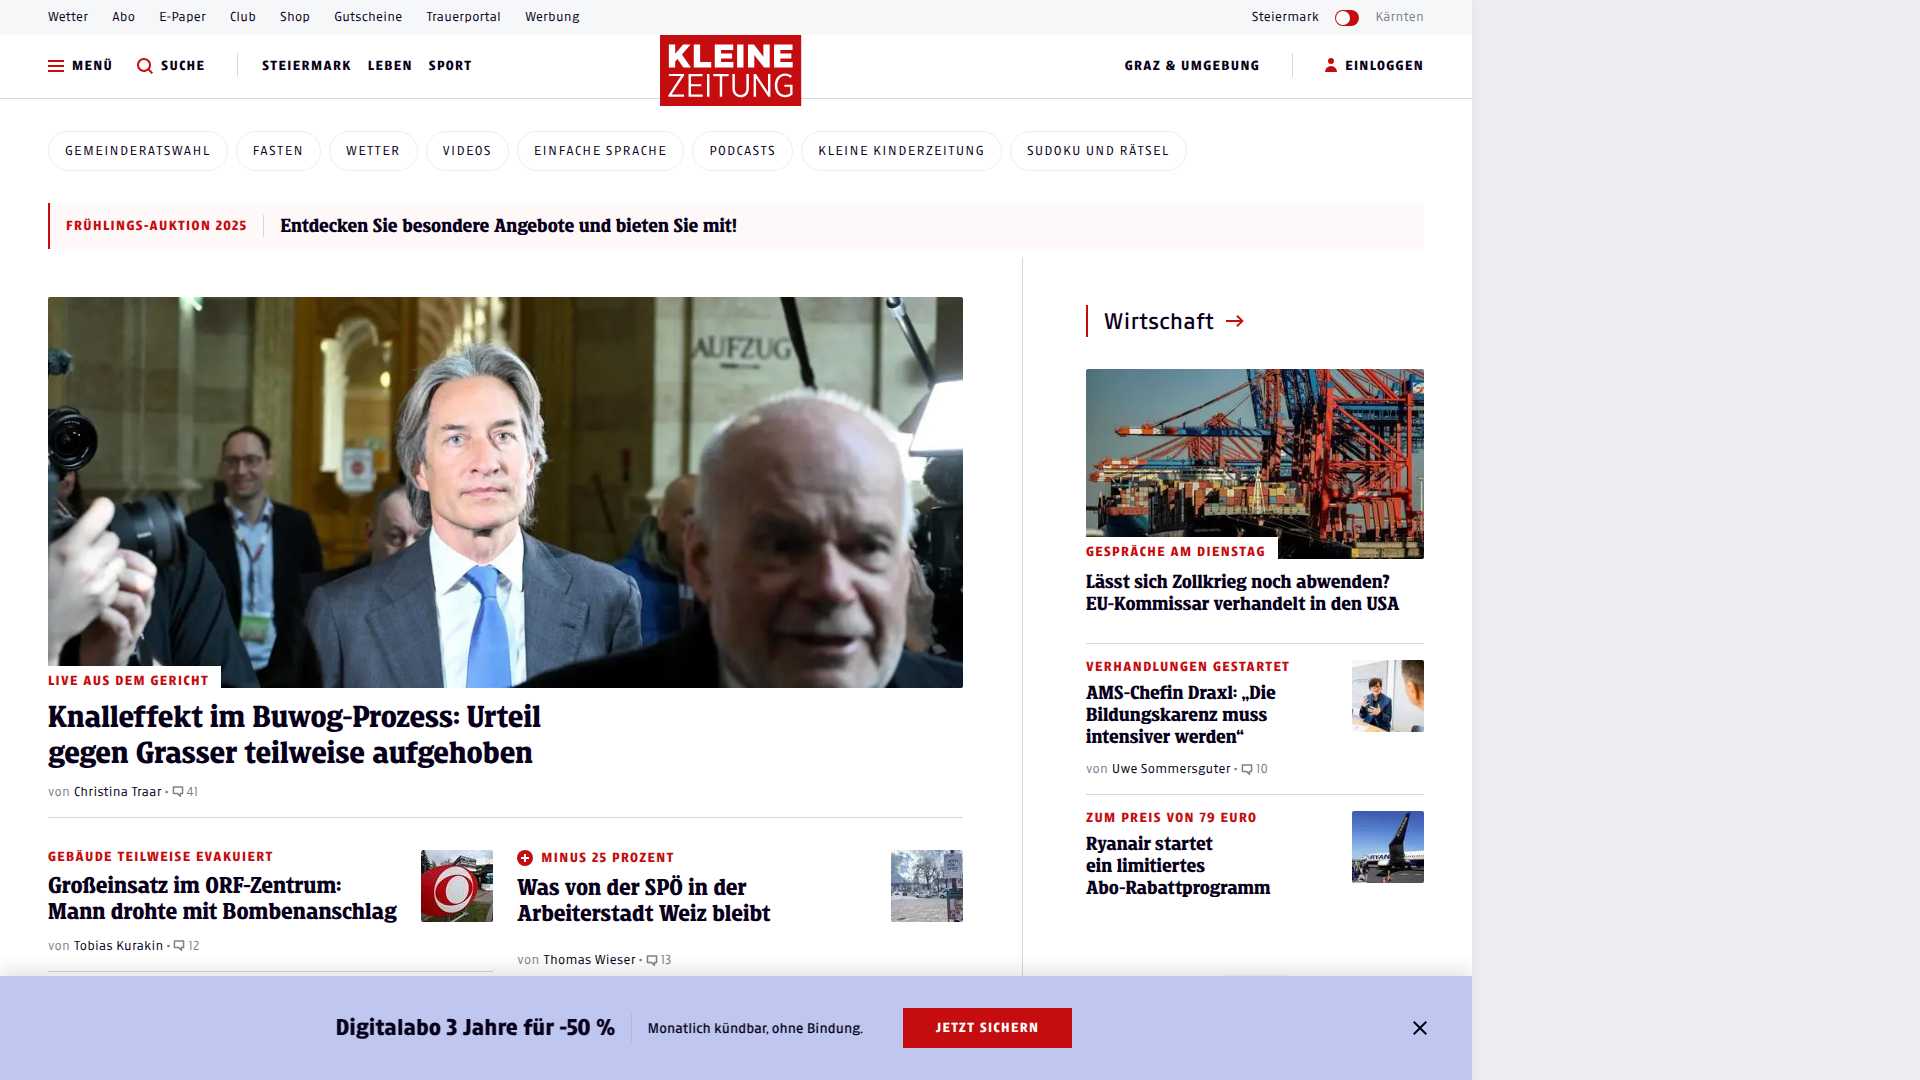 Wetter Abo E-Paper Club Shop Gutscheine Trauerportal Werbung Steiermark Kärnten
MENÜ SUCHE STEIERMARK LEBEN SPORT KLEINE ZEITUNG GRAZ & UMGEBUNG EINLOGGEN
GEMEINDERATSWAHL FASTEN WETTER VIDEOS EINFACHE SPRACHE PODCASTS KLEINE KINDERZEITUNG SUDOKU UND RÄTSEL
FRÜHLINGS-AUKTION 2025 Entdecken Sie besondere Angebote und bieten Sie mit!
AUFZUG
LIVE AUS DEM GERICHT
Knalleffekt im Buwog-Prozess: Urteil
gegen Grasser teilweise aufgehoben
von Christina Traar • 41
GEBÄUDE TEILWEISE EVAKUIERT
Großeinsatz im ORF-Zentrum:
Mann drohte mit Bombenanschlag
von Tobias Kurakin • 12
MINUS 25 PROZENT
Was von der SPÖ in der
Arbeiterstadt Weiz bleibt
von Thomas Wieser • 13
Wirtschaft
GESPRÄCHE AM DIENSTAG
Lässt sich Zollkrieg noch abwenden?
EU-Kommissar verhandelt in den USA
VERHANDLUNGEN GESTARTET
AMS-Chefin Draxl: „Die
Bildungskarenz muss
intensiver werden“
von Uwe Sommersguter • 10
ZUM PREIS VON 79 EURO
Ryanair startet
ein limitiertes
Abo-Rabattprogramm
Digitalabo 3 Jahre für -50 % Monatlich kündbar, ohne Bindung. JETZT SICHERN